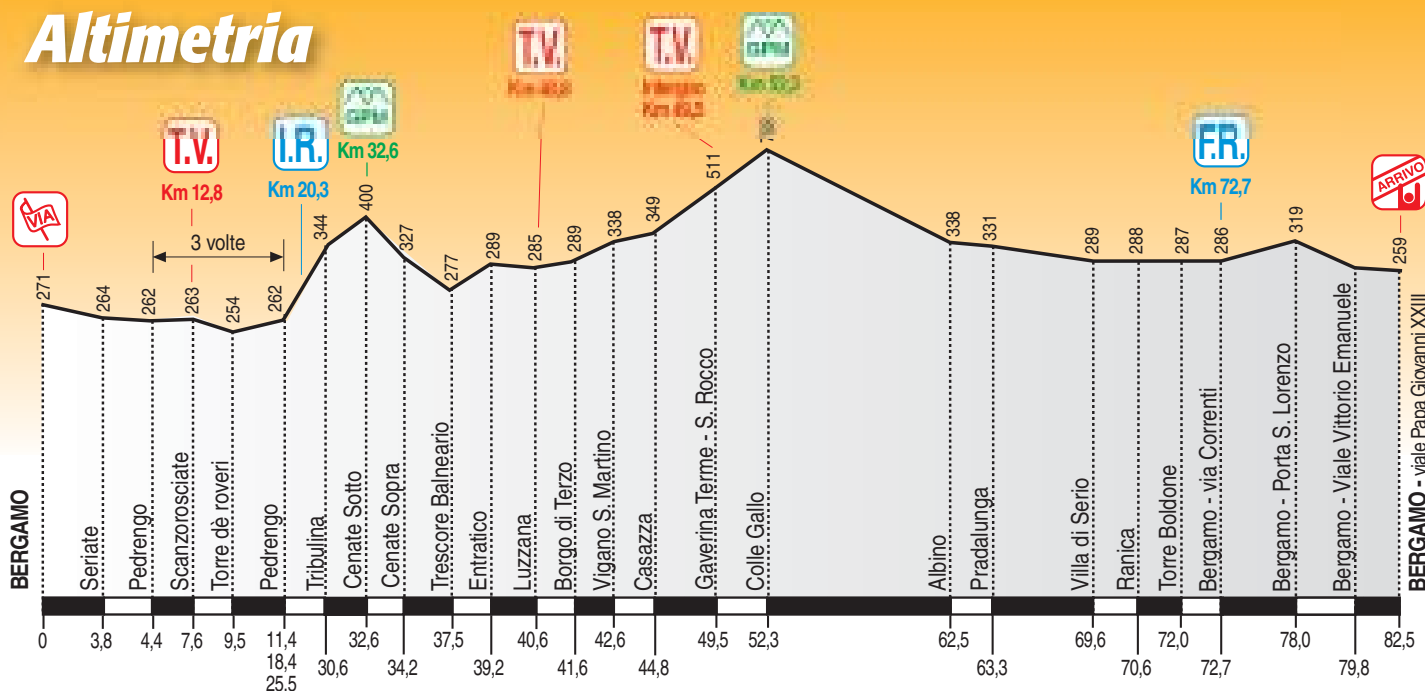 Altimetria
VIA
T.V.
Km 12,8
I.R.
Km 20,3
GPM
Km 32,6
T.V.
T.V.
Km 49,5
GPM
F.R.
Km 72,7
ARRIVO
3 volte
271
264
262
263
254
262
344
400
327
277
289
285
289
338
349
511
338
331
289
288
287
286
319
259
BERGAMO
Seriate
Pedrengo
Scanzorosciate
Torre dè roveri
Pedrengo
Tribulina
Cenate Sotto
Cenate Sopra
Trescore Balneario
Entratico
Luzzana
Borgo di Terzo
Vigano S. Martino
Casazza
Gaverina Terme - S. Rocco
Colle Gallo
Albino
Pradalunga
Villa di Serio
Ranica
Torre Boldone
Bergamo - via Correnti
Bergamo - Porta S. Lorenzo
Bergamo - Viale Vittorio Emanuele
BERGAMO - viale Papa Giovanni XXIII
0 3,8 4,4 7,6 9,5 11,4 32,6 37,5 40,6 42,6 49,5 52,3 62,5 69,6 72,0 78,0 82,5
18,4 30,6 34,2 39,2 41,6 44,8 63,3 70,6 72,7 79,8
25,5